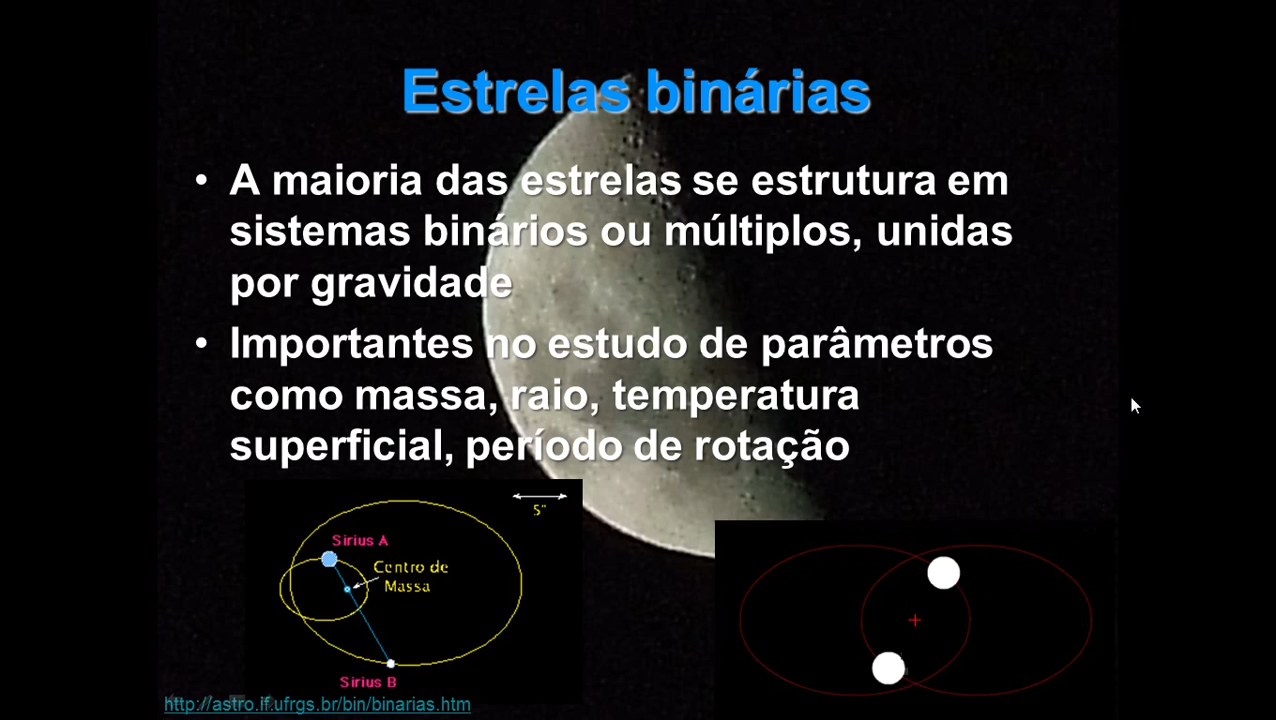 Estrelas binárias
• A maioria das estrelas se estrutura em
sistemas binários ou múltiplos, unidas
por gravidade
• Importantes no estudo de parâmetros
como massa, raio, temperatura
superficial, período de rotação
5"
Sirius A
Centro de
Massa
Sirius B
http://astro.if.ufrgs.br/bin/binarias.htm